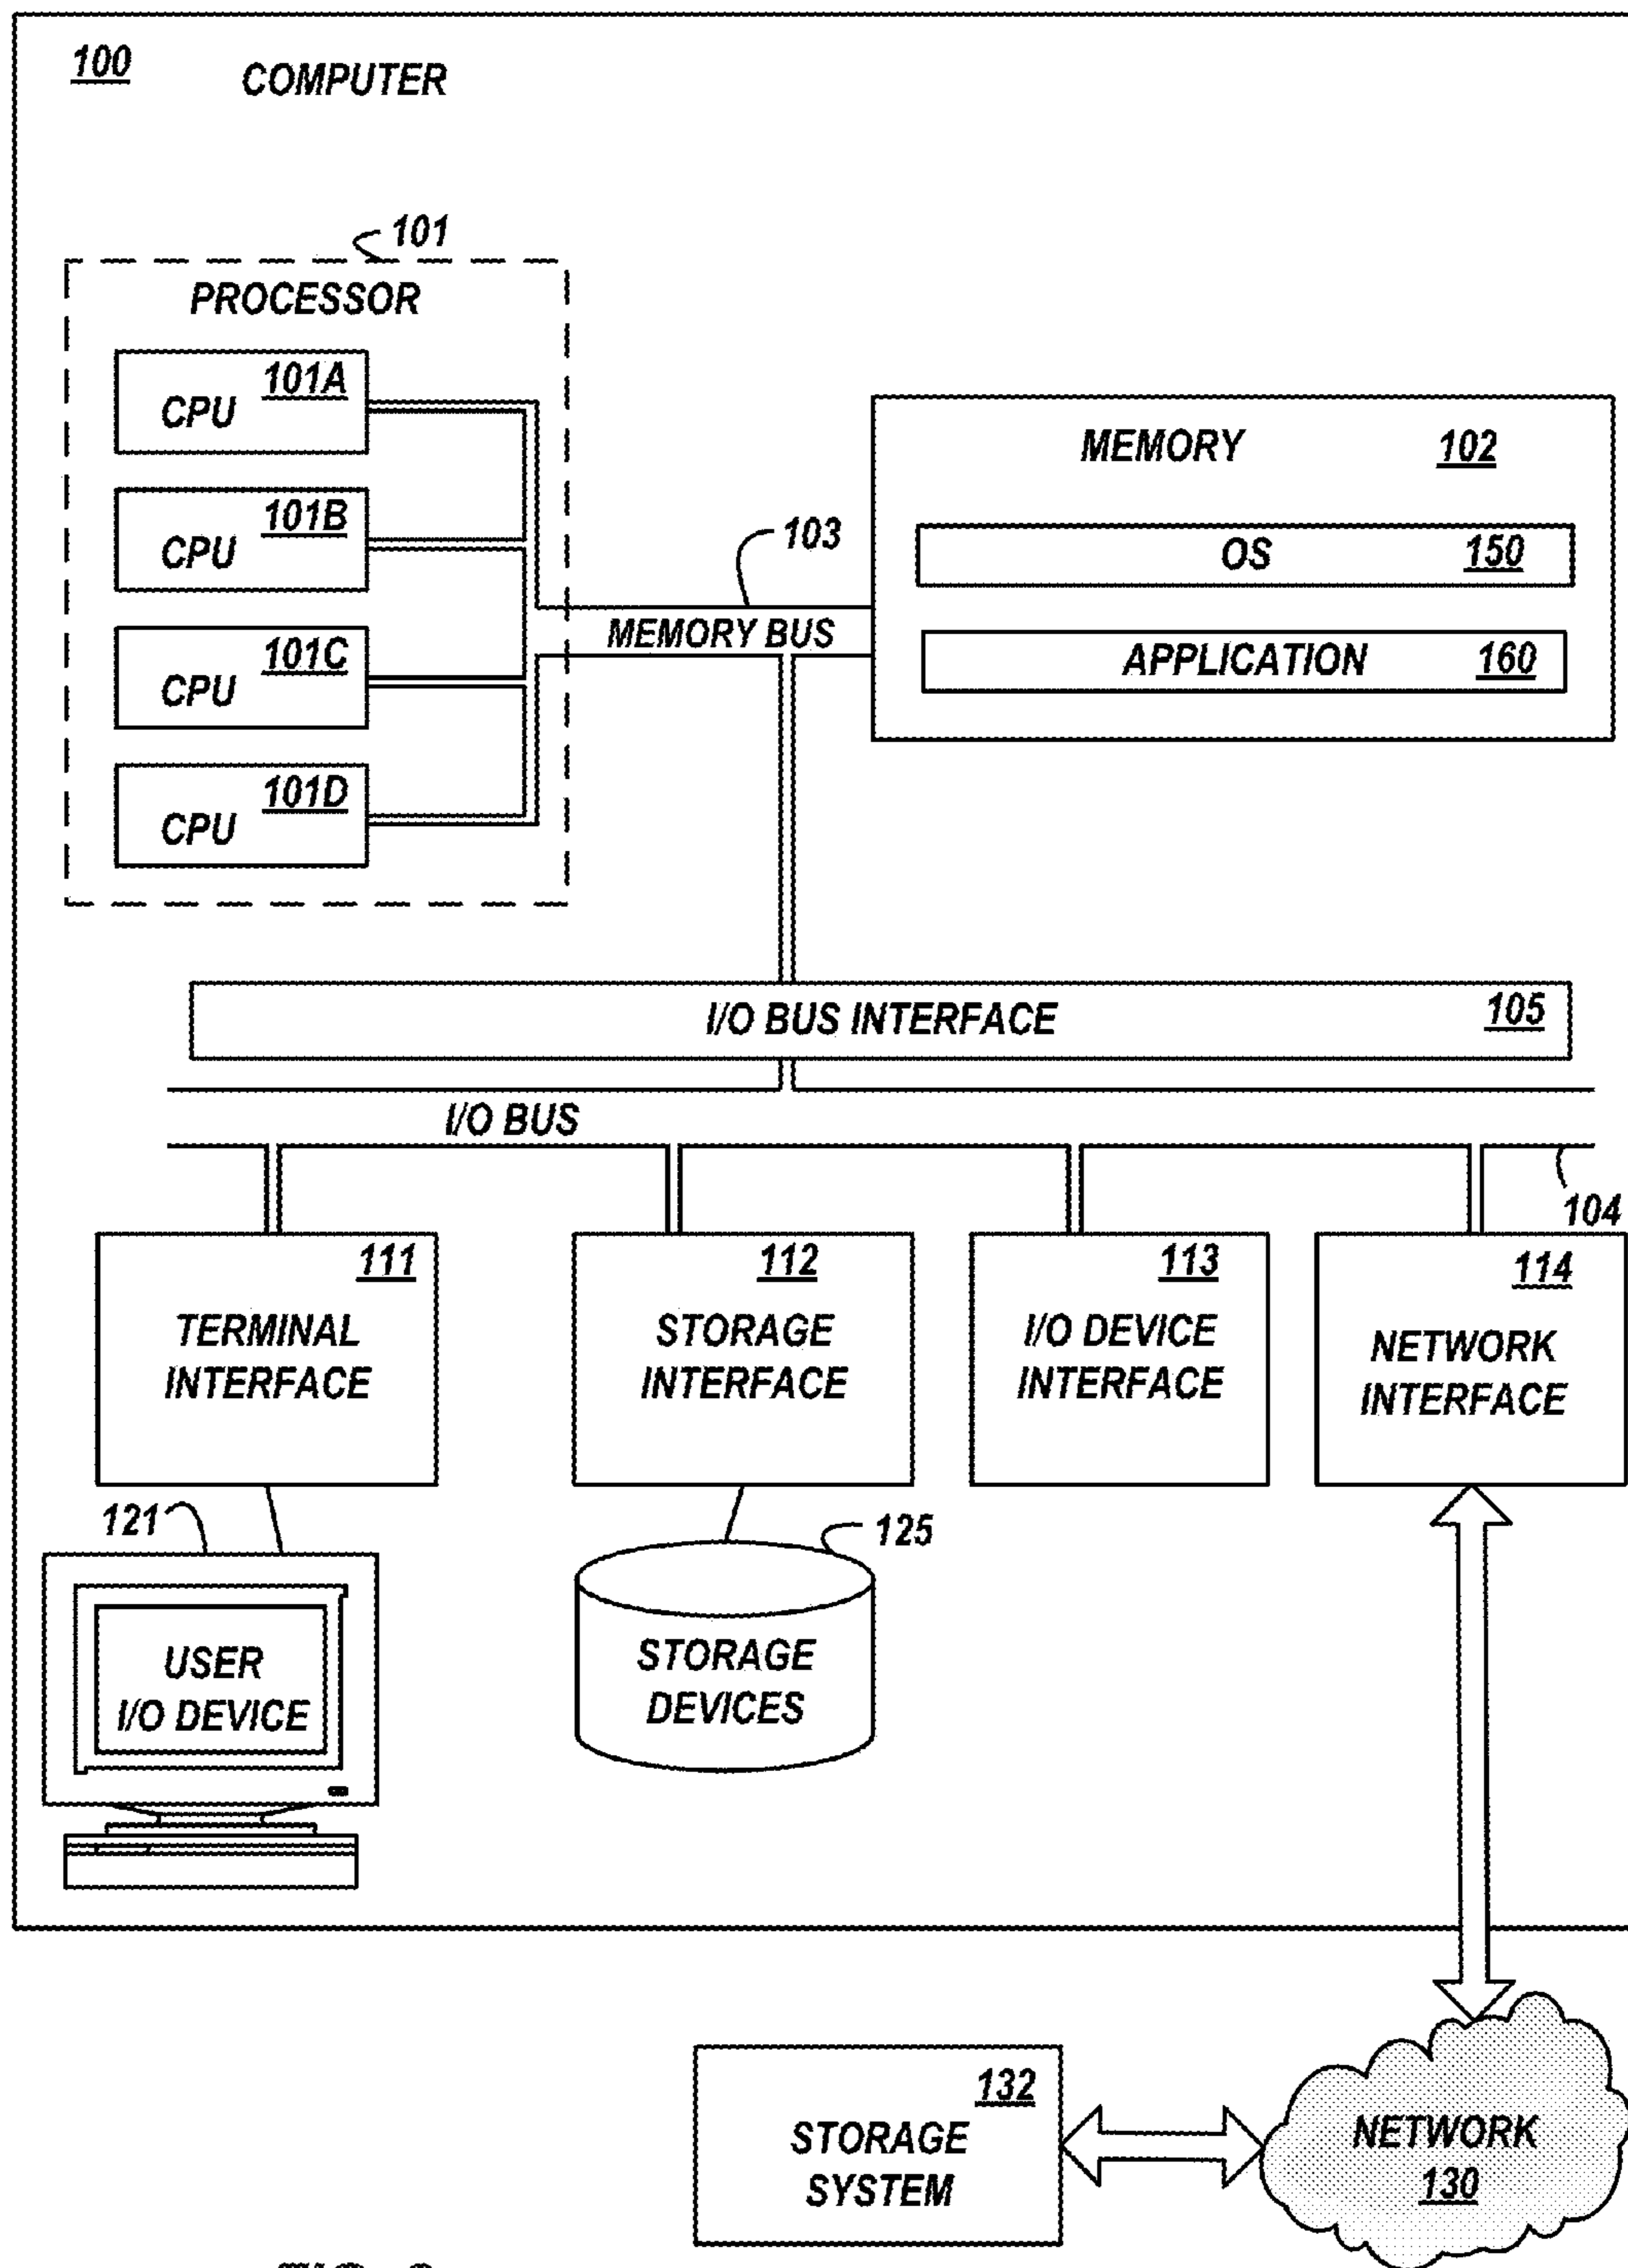 100 COMPUTER
101
PROCESSOR
101A
CPU
101B
CPU
101C
CPU
101D
CPU
103
MEMORY BUS
MEMORY 102
OS 150
APPLICATION 160
I/O BUS INTERFACE 105
I/O BUS
104
111
TERMINAL
INTERFACE
112
STORAGE
INTERFACE
113
I/O DEVICE
INTERFACE
114
NETWORK
INTERFACE
121
USER
I/O DEVICE
125
STORAGE
DEVICES
132
STORAGE
SYSTEM
NETWORK
130